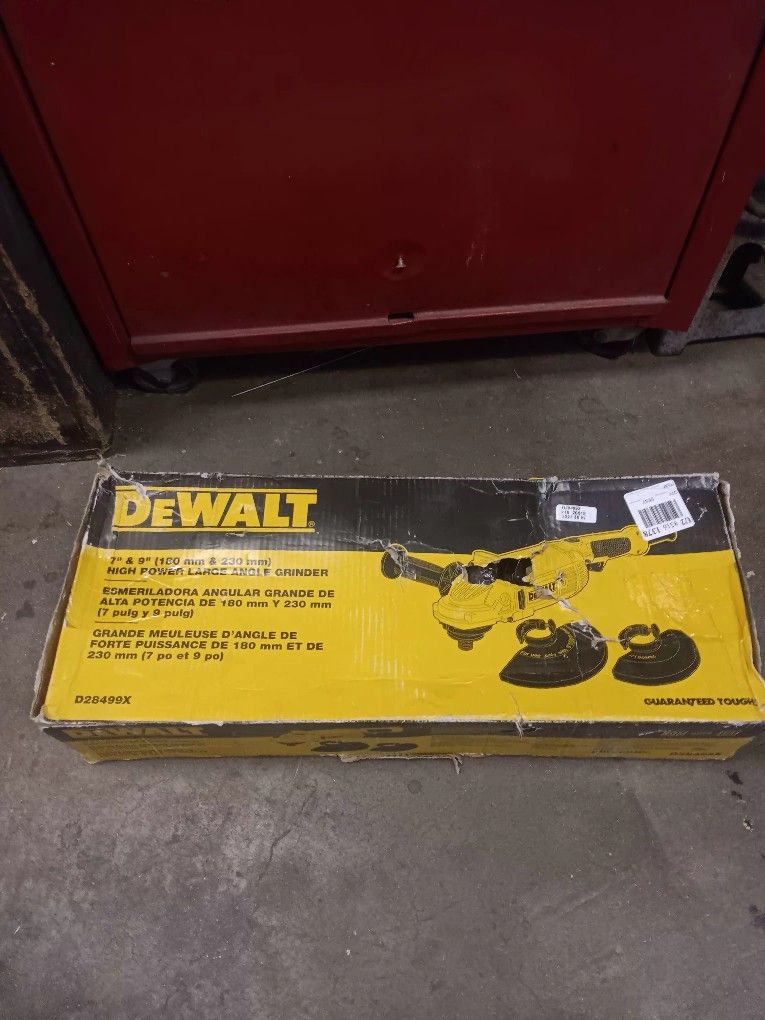 DEWALT
7" & 9" (180 mm & 230 mm)
HIGH POWER LARGE ANGLE GRINDER
ESMERILADORA ANGULAR GRANDE DE
ALTA POTENCIA DE 180 mm Y 230 mm
(7 pulg y 9 pulg)
GRANDE MEULEUSE D'ANGLE DE
FORTE PUISSANCE DE 180 mm ET DE
230 mm (7 po et 9 po)
D28499X
GUARANTEED TOUGH
DEWALT